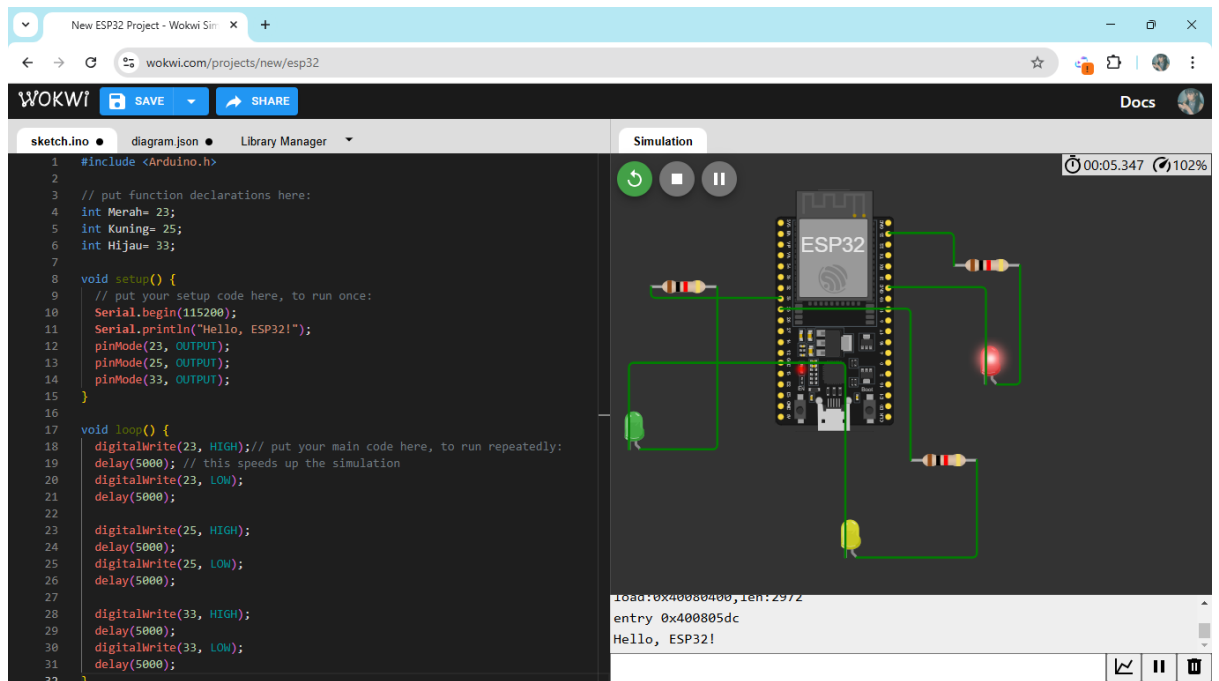 New ESP32 Project - Wokwi Sim
wokwi.com/projects/new/esp32
WOKWI
SAVE
SHARE
Docs
sketch.ino
diagram.json
Library Manager
1 #include <Arduino.h>
2
3 // put function declarations here:
4 int Merah= 23;
5 int Kuning= 25;
6 int Hijau= 33;
7
8 void setup() {
9 // put your setup code here, to run once:
10 Serial.begin(115200);
11 Serial.println("Hello, ESP32!");
12 pinMode(23, OUTPUT);
13 pinMode(25, OUTPUT);
14 pinMode(33, OUTPUT);
15 }
16
17 void loop() {
18 digitalWrite(23, HIGH);// put your main code here, to run repeatedly:
19 delay(5000); // this speeds up the simulation
20 digitalWrite(23, LOW);
21 delay(5000);
22
23 digitalWrite(25, HIGH);
24 delay(5000);
25 digitalWrite(25, LOW);
26 delay(5000);
27
28 digitalWrite(33, HIGH);
29 delay(5000);
30 digitalWrite(33, LOW);
31 delay(5000);
32 }
Simulation
00:05.347 102%
ESP32
load:0x40080400,len:2972
entry 0x400805dc
Hello, ESP32!